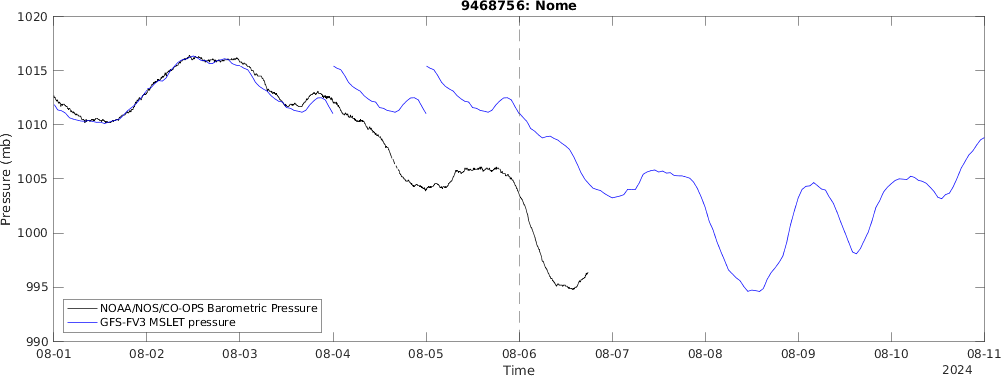 9468756: Nome
Pressure (mb)
1020
1015
1010
1005
1000
995
990
NOAA/NOS/CO-OPS Barometric Pressure
GFS-FV3 MSLET pressure
08-01 08-02 08-03 08-04 08-05 08-06 08-07 08-08 08-09 08-10 08-11
Time
2024